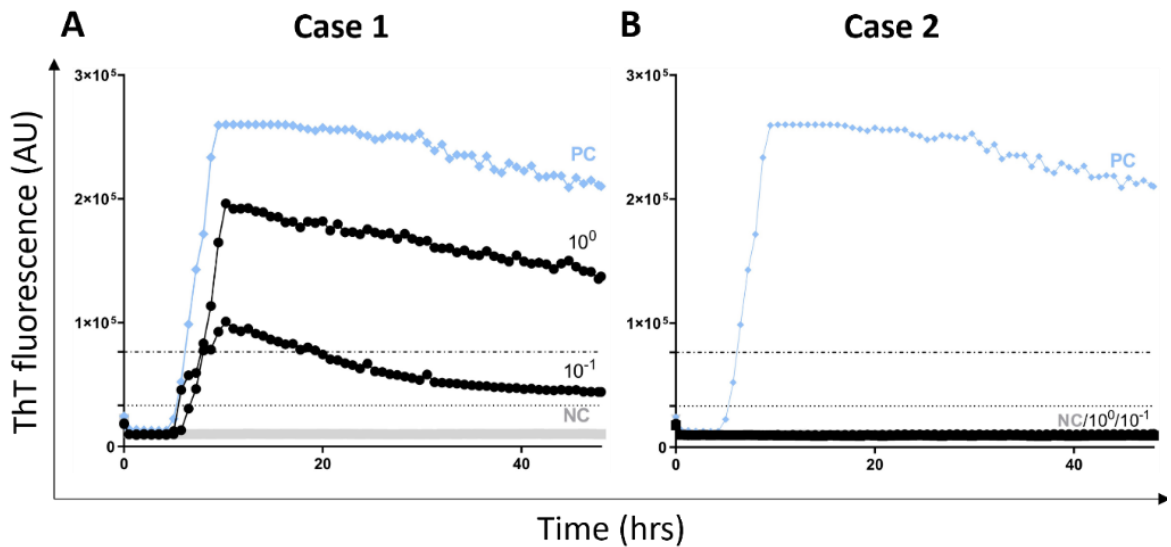 A Case 1
B Case 2
ThT fluorescence (AU)
3×10⁵
2×10⁵
1×10⁵
0
PC
10⁰
10⁻¹
NC
0 20 40
3×10⁵
2×10⁵
1×10⁵
0
PC
NC/10⁰/10⁻¹
0 20 40
Time (hrs)